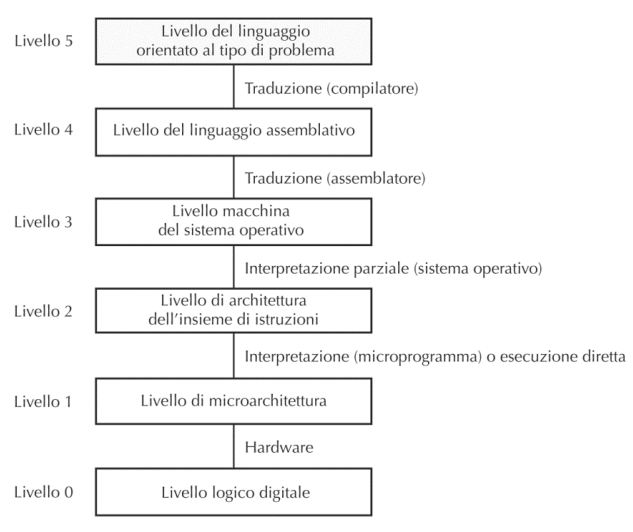 Livello 5
Livello del linguaggio
orientato al tipo di problema
Traduzione (compilatore)
Livello 4
Livello del linguaggio assemblativo
Traduzione (assemblatore)
Livello 3
Livello macchina
del sistema operativo
Interpretazione parziale (sistema operativo)
Livello 2
Livello di architettura
dell'insieme di istruzioni
Interpretazione (microprogramma) o esecuzione diretta
Livello 1
Livello di microarchitettura
Hardware
Livello 0
Livello logico digitale